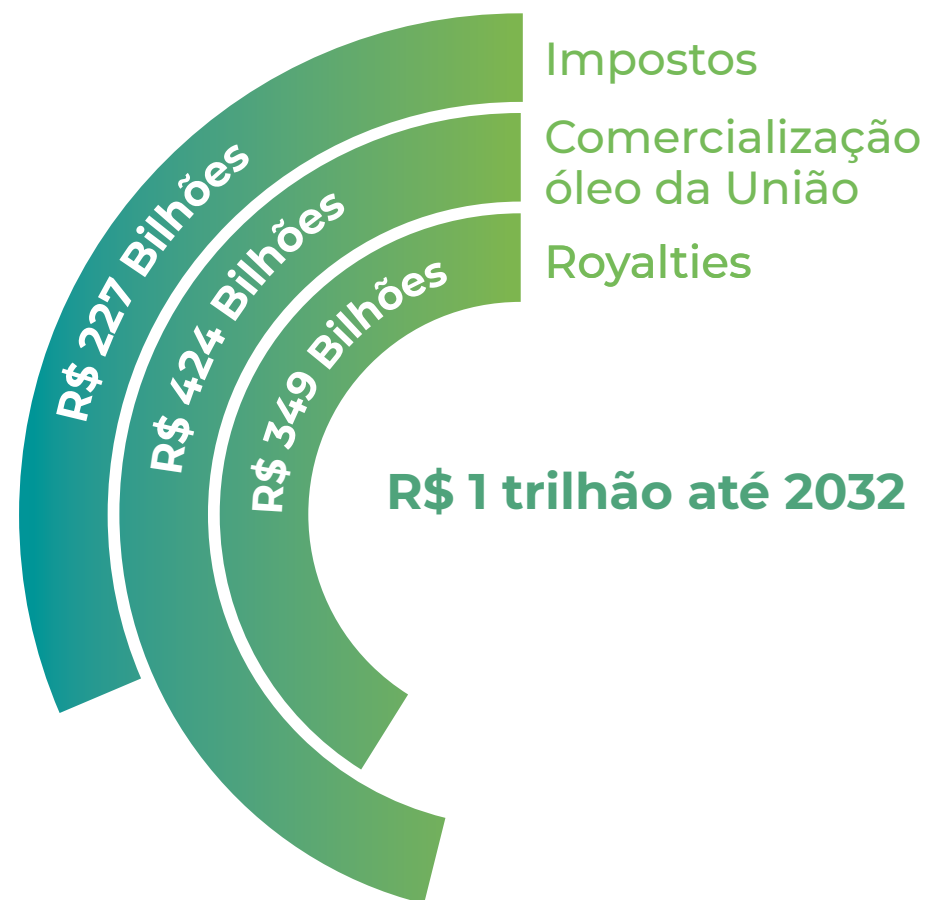 Impostos
Comercialização
óleo da União
Royalties
R$ 227 Bilhões
R$ 424 Bilhões
R$ 349 Bilhões
R$ 1 trilhão até 2032